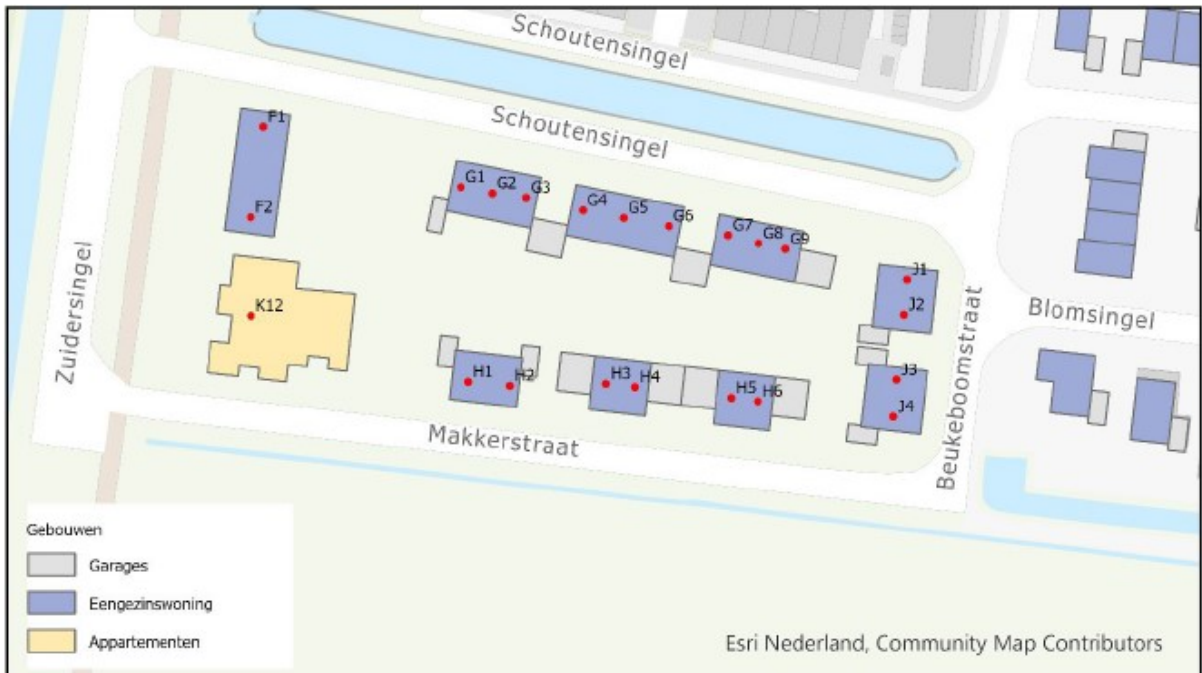 Schoutensingel
Schoutensingel
F1
G1
G2
G3
G4
G5
G6
G7
G8
G9
F2
J1
J2
K12
Zuidersingel
Blomsingel
Beukeboomstraat
H1
H2
H3
H4
H5
H6
J3
J4
Makkerstraat
Gebouwen
Garages
Eengezinswoning
Appartementen
Esri Nederland, Community Map Contributors